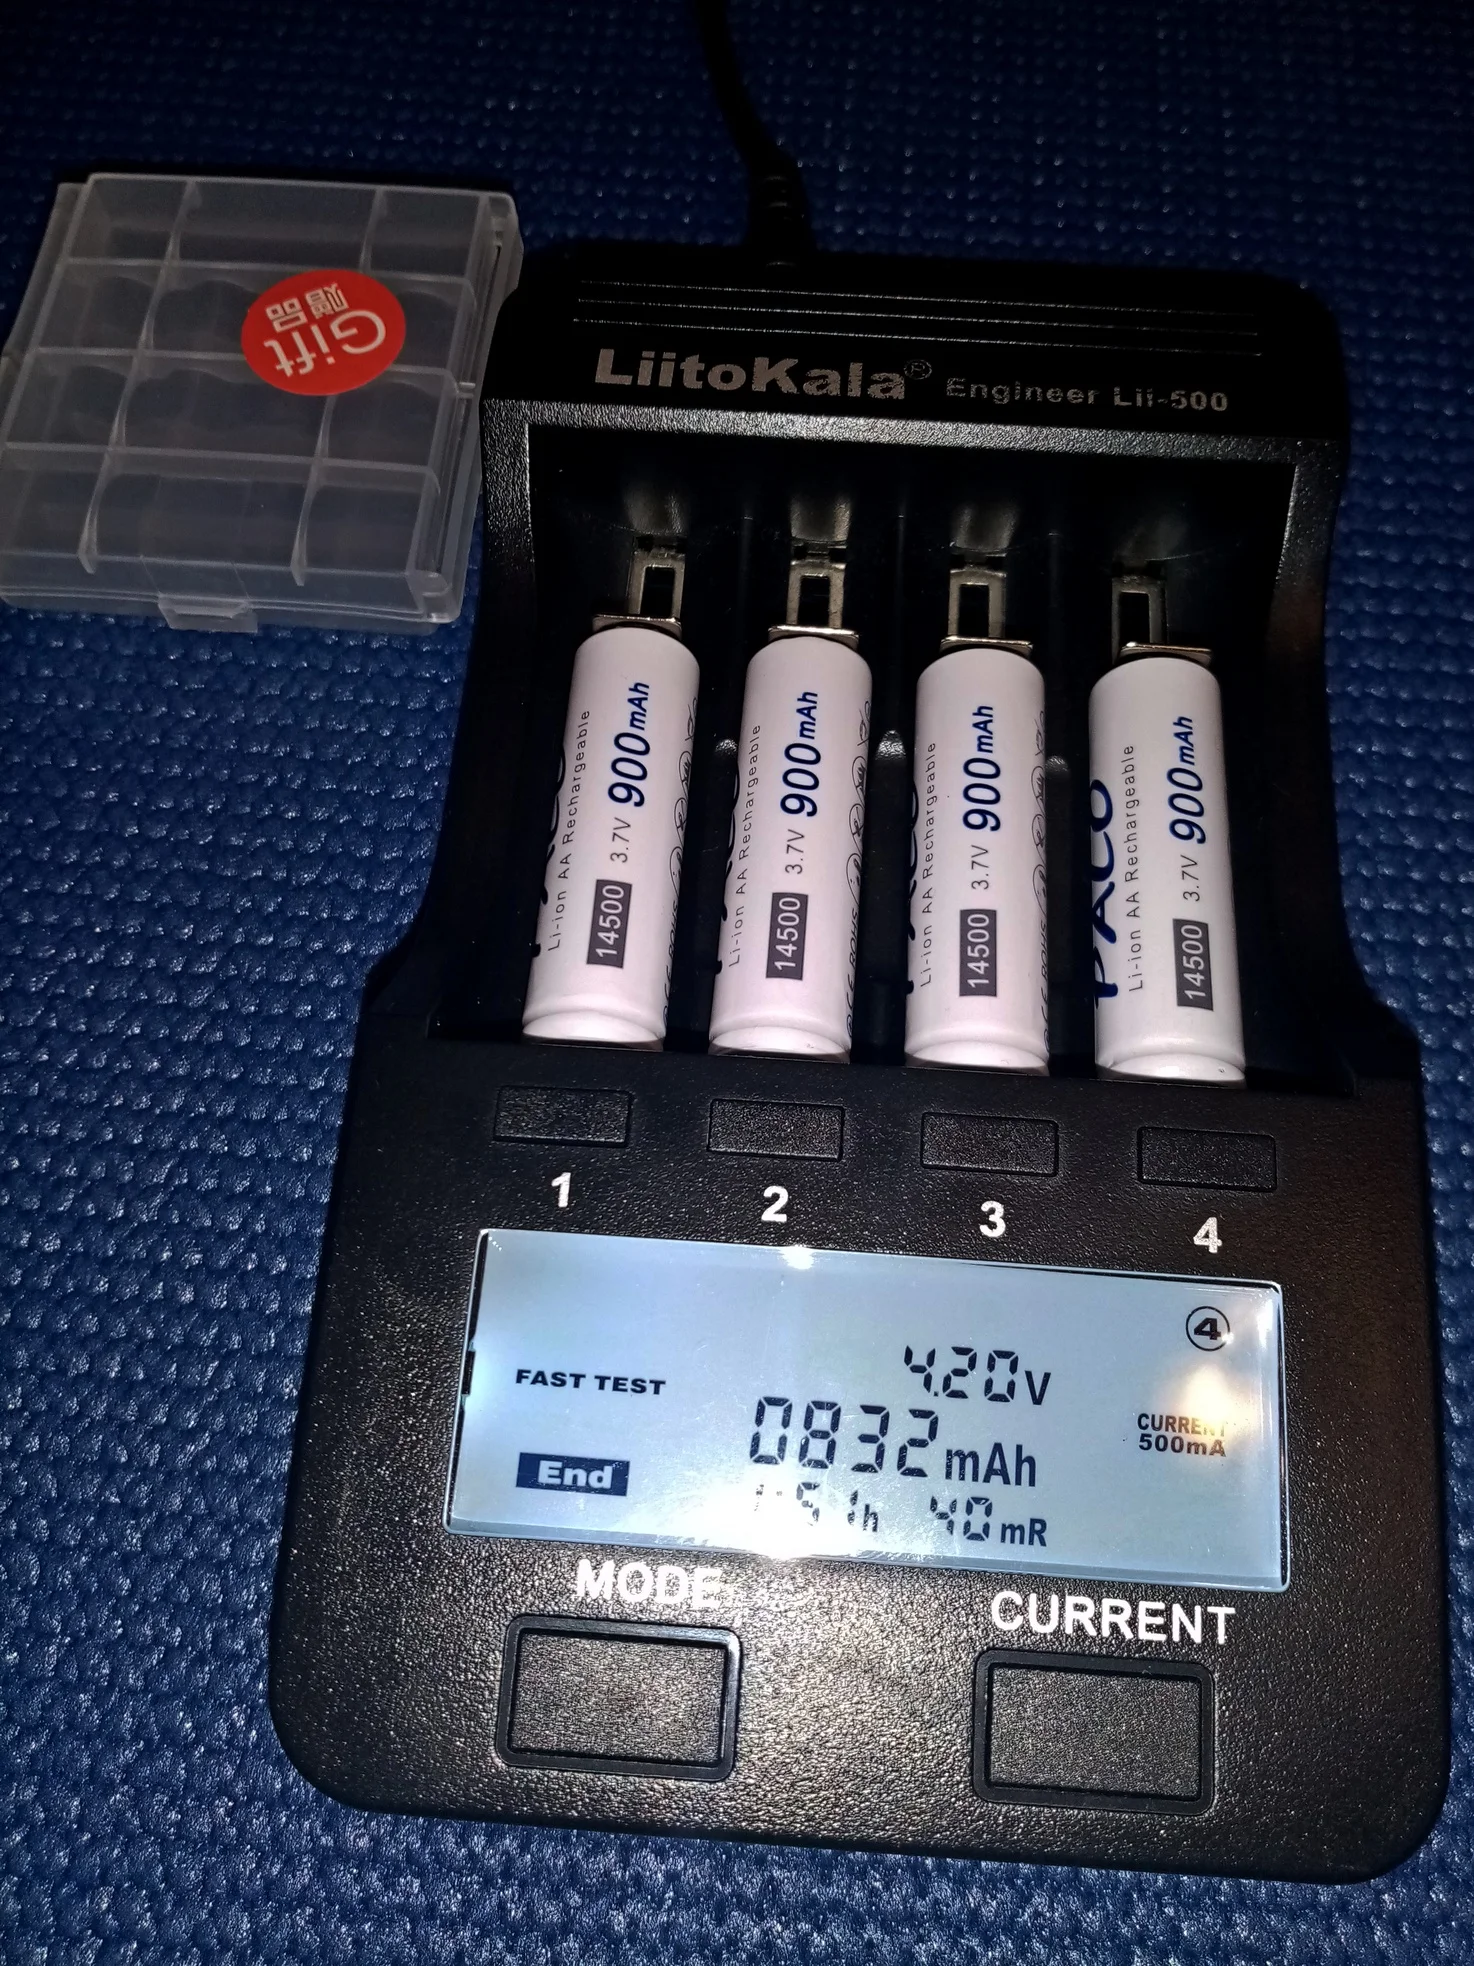 Gift
贈品
LiitoKala® Engineer Lii-500
Li-ion AA Rechargeable
14500 3.7V 900mAh
Li-ion AA Rechargeable
14500 3.7V 900mAh
Li-ion AA Rechargeable
14500 3.7V 900mAh
PALO
Li-ion AA Rechargeable
14500 3.7V 900mAh
1 2 3 4
4
FAST TEST 4.20V
0832mAh
CURRENT
500mA
End
40mR
MODE CURRENT